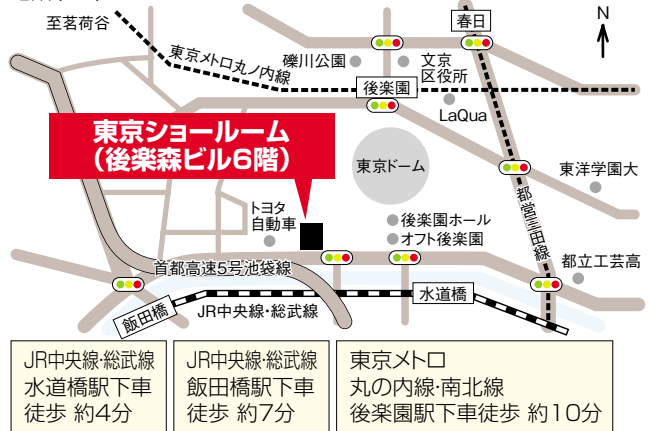 至茗荷谷
東京メトロ丸ノ内線
礫川公園
文京
区役所
春日
N
後楽園
LaQua
東京ショールーム
（後楽森ビル6階）
東京ドーム
東洋学園大
都営三田線
トヨタ
自動車
後楽園ホール
オフト後楽園
首都高速5号池袋線
都立工芸高
飯田橋
JR中央線・総武線
水道橋
JR中央線・総武線
水道橋駅下車
徒歩 約4分
JR中央線・総武線
飯田橋駅下車
徒歩 約7分
東京メトロ
丸の内線・南北線
後楽園駅下車徒歩 約10分